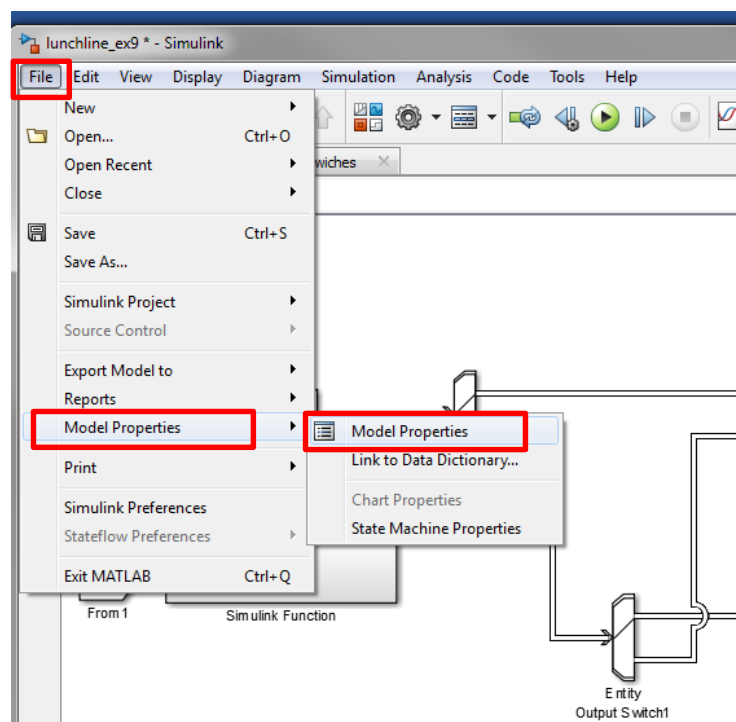 lunchline_ex9 * - Simulink
File Edit View Display Diagram Simulation Analysis Code Tools Help
New
Open... Ctrl+O
Open Recent
wiches
Close
Save Ctrl+S
Save As...
Simulink Project
Source Control
Export Model to
Reports
Model Properties
Model Properties
Link to Data Dictionary...
Print
Chart Properties
Simulink Preferences
State Machine Properties
Stateflow Preferences
Exit MATLAB Ctrl+Q
From1
Simulink Function
Entity
Output Switch1